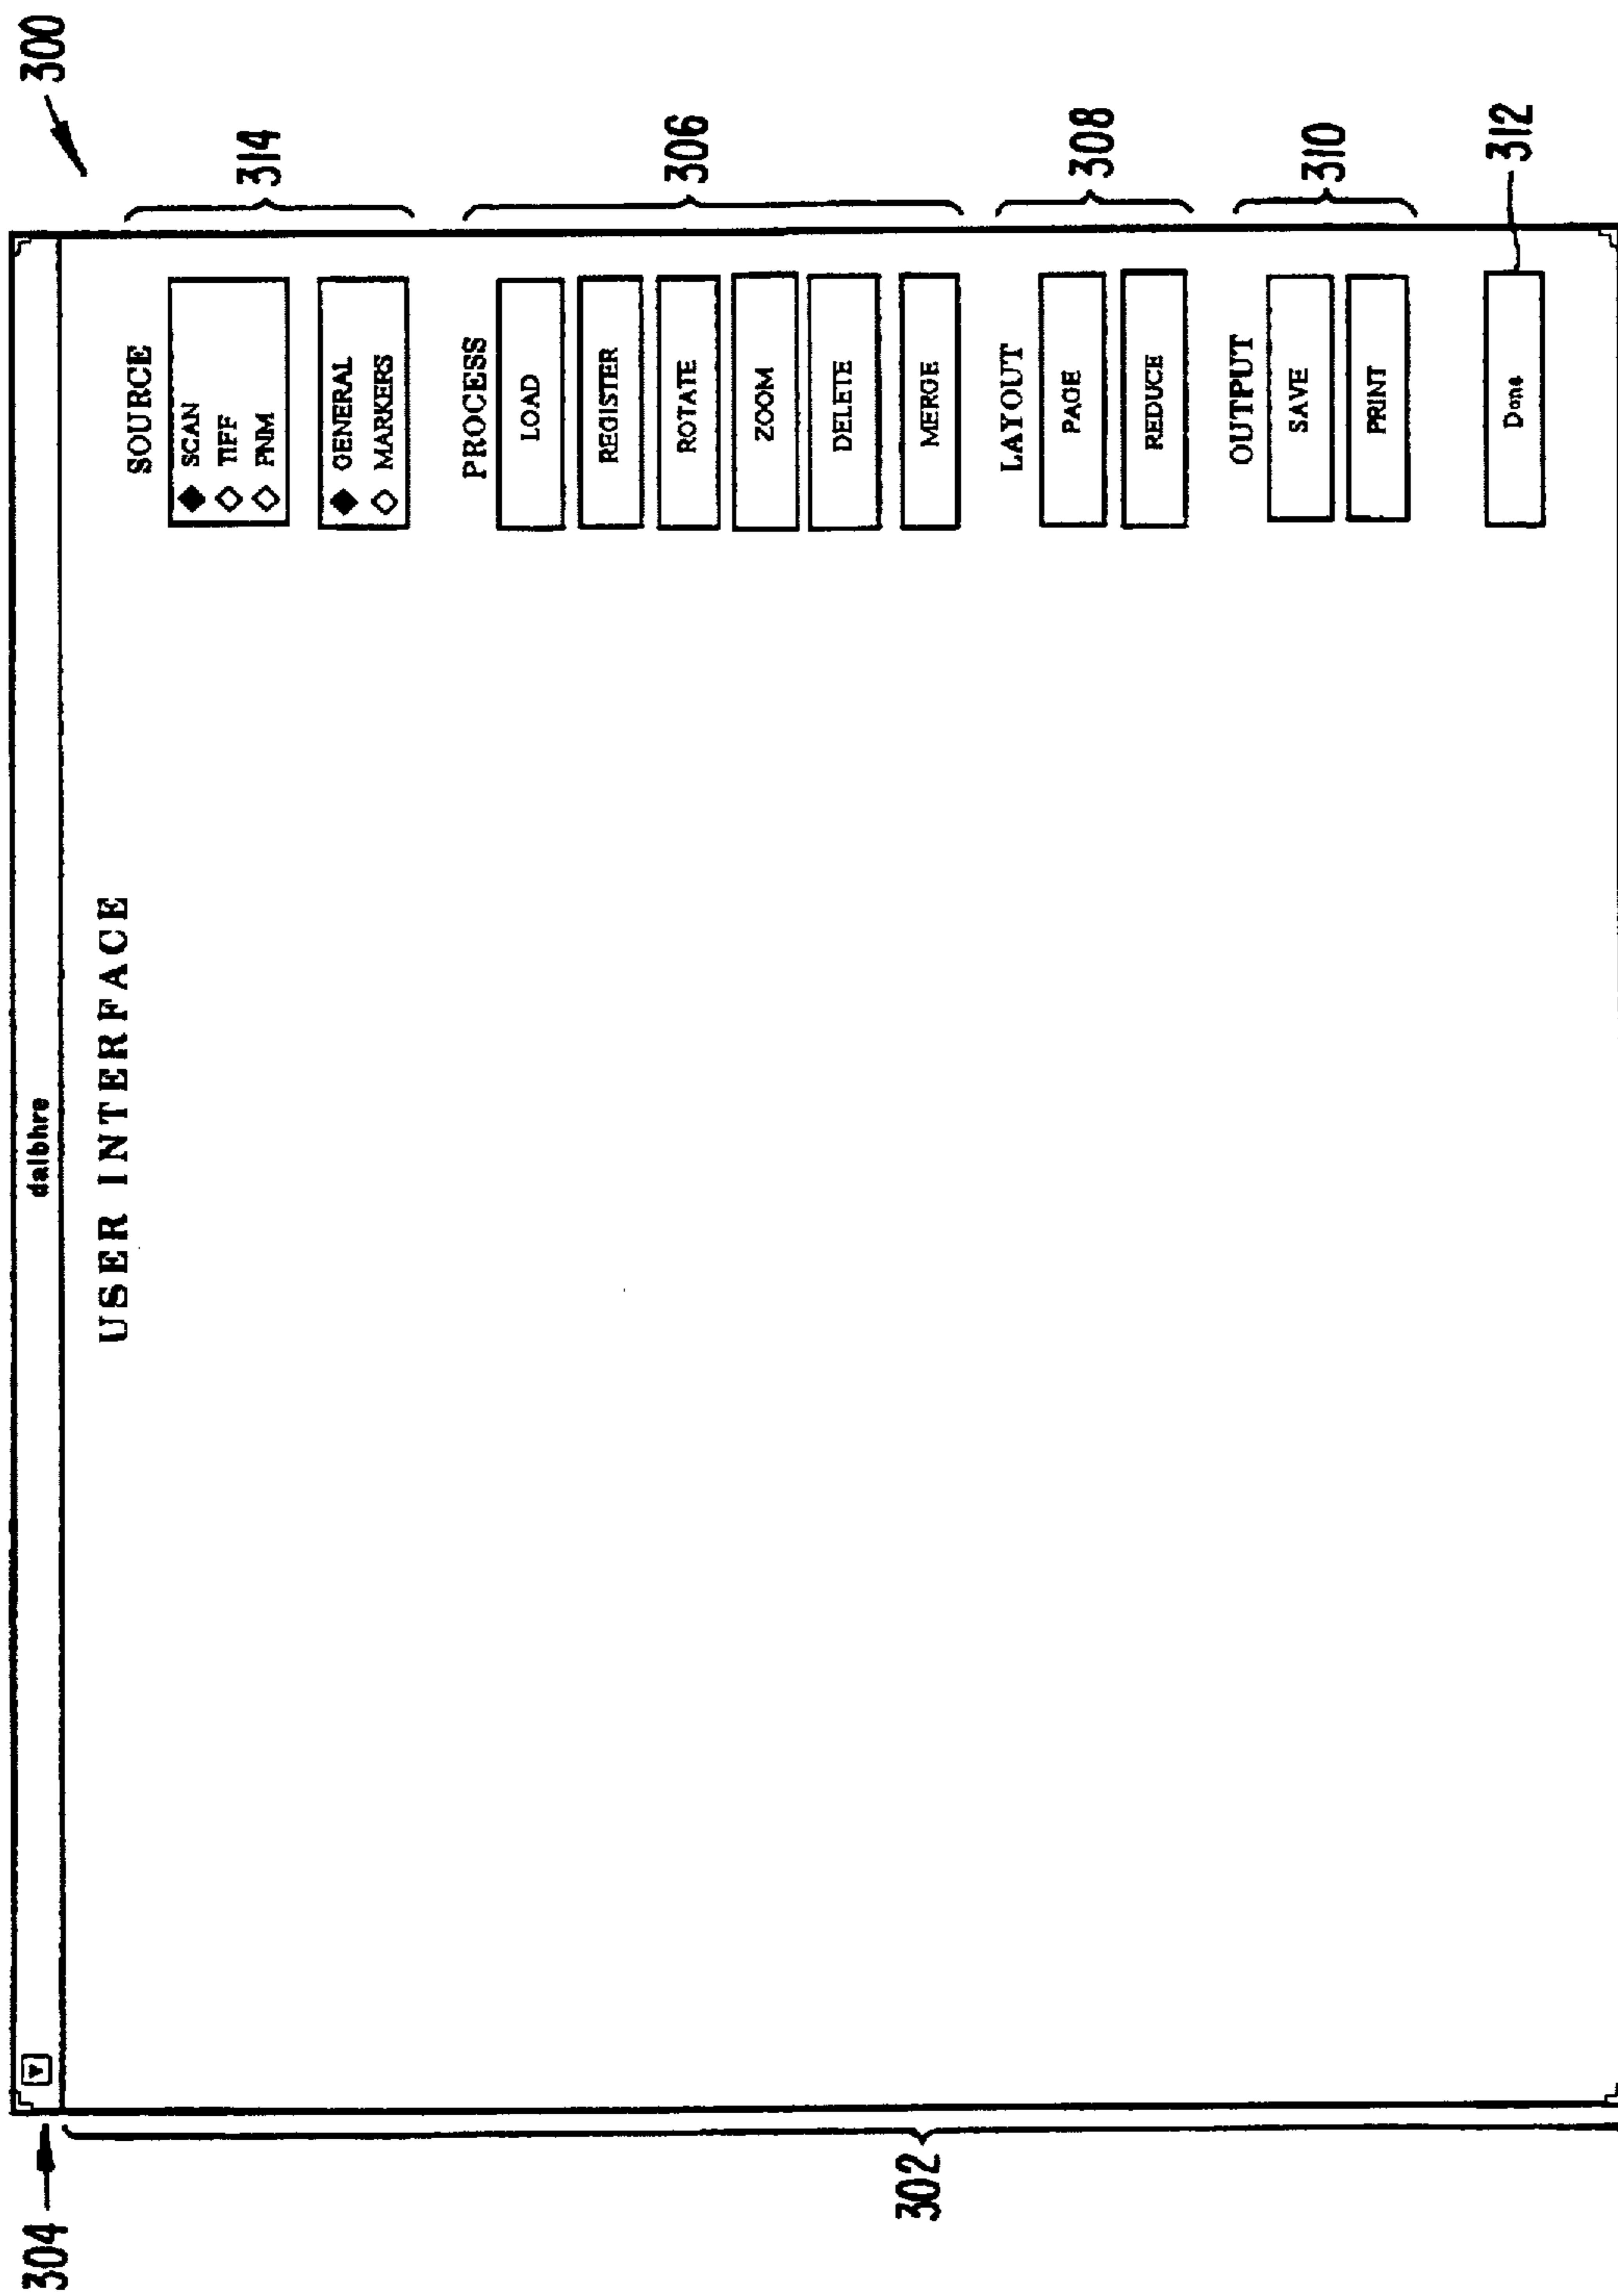 300
304
dalbhre
USER INTERFACE
302
SOURCE
SCAN
TIFF
PNM
GENERAL
MARKERS
314
PROCESS
LOAD
REGISTER
ROTATE
ZOOM
DELETE
MERGE
306
LAYOUT
PAGE
REDUCE
308
OUTPUT
SAVE
PRINT
310
Done
312